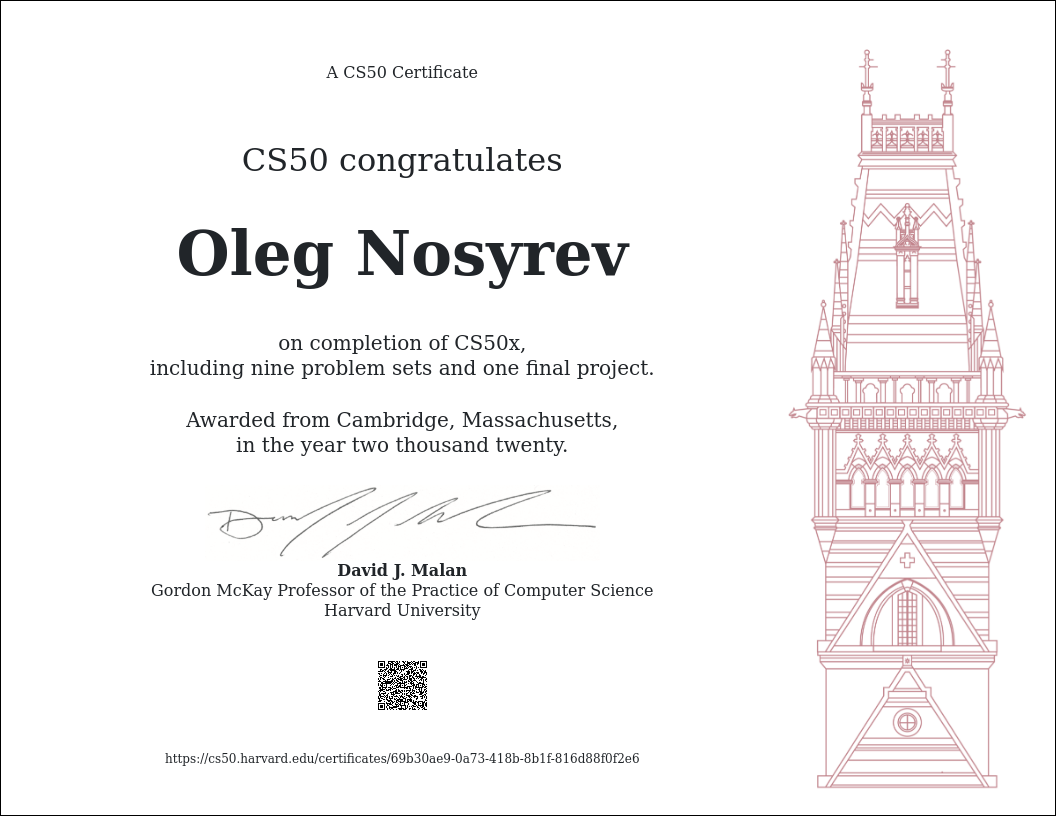 A CS50 Certificate
CS50 congratulates
Oleg Nosyrev
on completion of CS50x,
including nine problem sets and one final project.
Awarded from Cambridge, Massachusetts,
in the year two thousand twenty.
David J. Malan
Gordon McKay Professor of the Practice of Computer Science
Harvard University
https://cs50.harvard.edu/certificates/69b30ae9-0a73-418b-8b1f-816d88f0f2e6